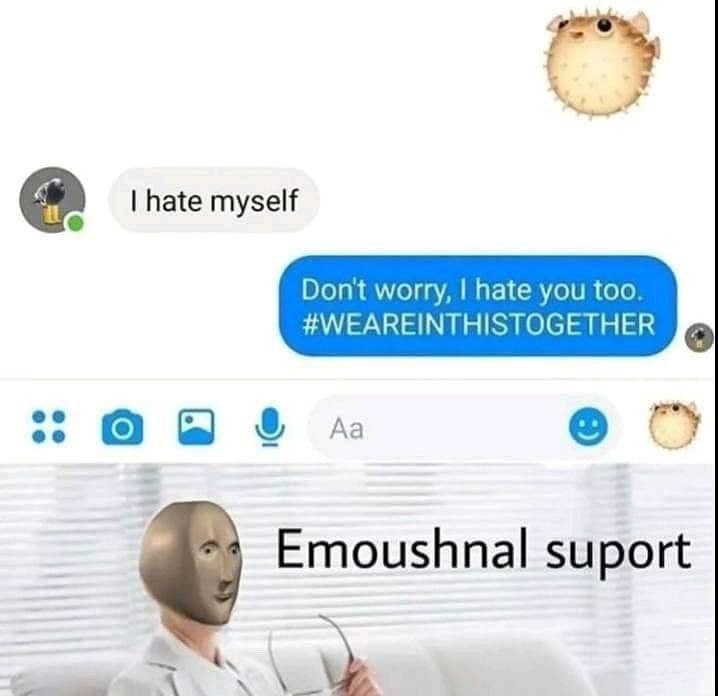 I hate myself
Don't worry, I hate you too.
#WEAREINTHISTOGETHER
Aa
Emoushnal suport